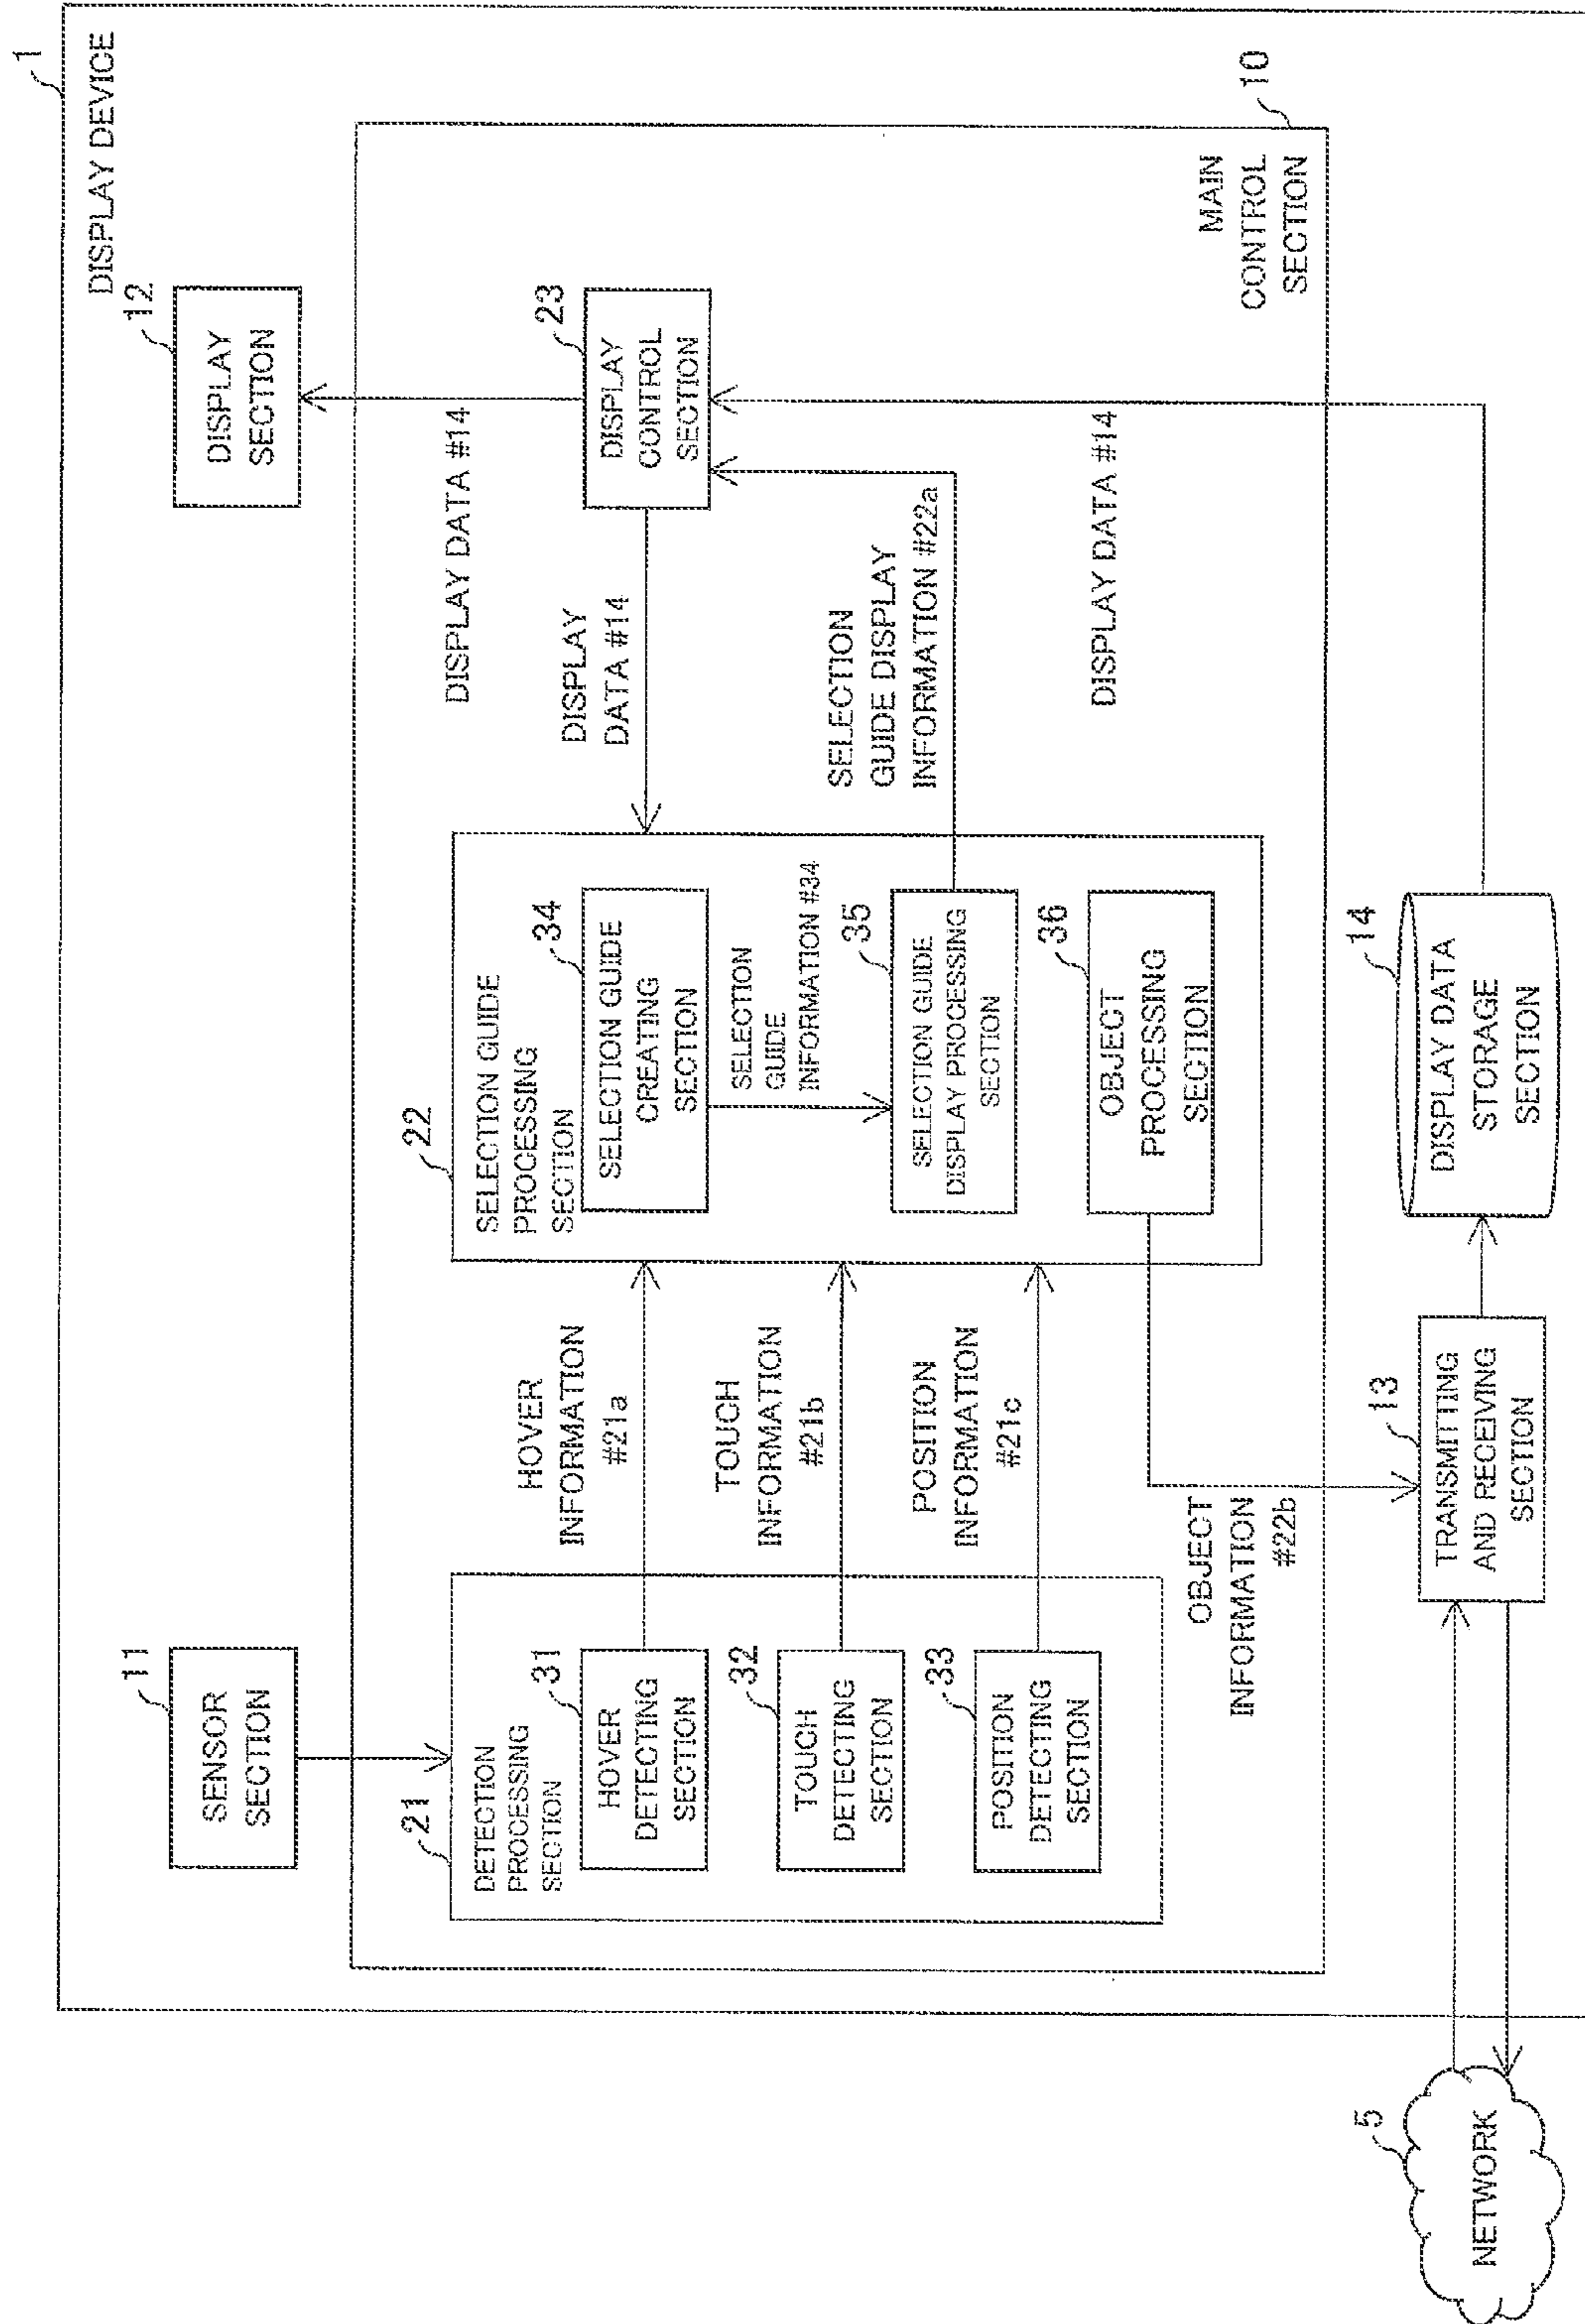 1
DISPLAY DEVICE
11
SENSOR
SECTION
12
DISPLAY
SECTION
DISPLAY DATA #14
21
DETECTION
PROCESSING
SECTION
31
HOVER
DETECTING
SECTION
32
TOUCH
DETECTING
SECTION
33
POSITION
DETECTING
SECTION
HOVER
INFORMATION
#21a
TOUCH
INFORMATION
#21b
POSITION
INFORMATION
#21c
22
SELECTION GUIDE
PROCESSING
SECTION
34
SELECTION GUIDE
CREATING
SECTION
SELECTION
GUIDE
INFORMATION #34
35
SELECTION GUIDE
DISPLAY PROCESSING
SECTION
36
OBJECT
PROCESSING
SECTION
DISPLAY
DATA #14
23
DISPLAY
CONTROL
SECTION
SELECTION
GUIDE DISPLAY
INFORMATION #22a
DISPLAY DATA #14
MAIN
CONTROL
SECTION
10
OBJECT
INFORMATION
#22b
5
NETWORK
13
TRANSMITTING
AND RECEIVING
SECTION
14
DISPLAY DATA
STORAGE
SECTION